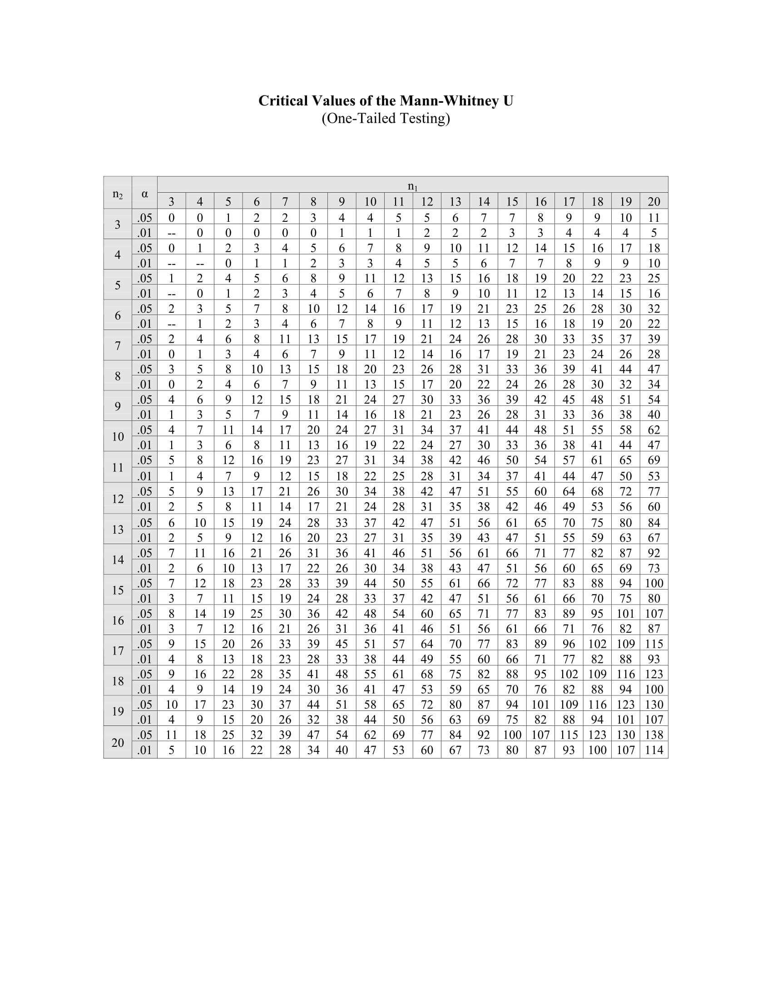 Critical Values of the Mann-Whitney U
(One-Tailed Testing)
n₂ α n₁
3 4 5 6 7 8 9 10 11 12 13 14 15 16 17 18 19 20
3 .05 0 0 1 2 2 3 4 4 5 5 6 7 7 8 9 9 10 11
.01 -- 0 0 0 0 0 1 1 1 2 2 2 3 3 4 4 4 5
4 .05 0 1 2 3 4 5 6 7 8 9 10 11 12 14 15 16 17 18
.01 -- -- 0 1 1 2 3 3 4 5 5 6 7 7 8 9 9 10
5 .05 1 2 4 5 6 8 9 11 12 13 15 16 18 19 20 22 23 25
.01 -- 0 1 2 3 4 5 6 7 8 9 10 11 12 13 14 15 16
6 .05 2 3 5 7 8 10 12 14 16 17 19 21 23 25 26 28 30 32
.01 -- 1 2 3 4 6 7 8 9 11 12 13 15 16 18 19 20 22
7 .05 2 4 6 8 11 13 15 17 19 21 24 26 28 30 33 35 37 39
.01 0 1 3 4 6 7 9 11 12 14 16 17 19 21 23 24 26 28
8 .05 3 5 8 10 13 15 18 20 23 26 28 31 33 36 39 41 44 47
.01 0 2 4 6 7 9 11 13 15 17 20 22 24 26 28 30 32 34
9 .05 4 6 9 12 15 18 21 24 27 30 33 36 39 42 45 48 51 54
.01 1 3 5 7 9 11 14 16 18 21 23 26 28 31 33 36 38 40
10 .05 4 7 11 14 17 20 24 27 31 34 37 41 44 48 51 55 58 62
.01 1 3 6 8 11 13 16 19 22 24 27 30 33 36 38 41 44 47
11 .05 5 8 12 16 19 23 27 31 34 38 42 46 50 54 57 61 65 69
.01 1 4 7 9 12 15 18 22 25 28 31 34 37 41 44 47 50 53
12 .05 5 9 13 17 21 26 30 34 38 42 47 51 55 60 64 68 72 77
.01 2 5 8 11 14 17 21 24 28 31 35 38 42 46 49 53 56 60
13 .05 6 10 15 19 24 28 33 37 42 47 51 56 61 65 70 75 80 84
.01 2 5 9 12 16 20 23 27 31 35 39 43 47 51 55 59 63 67
14 .05 7 11 16 21 26 31 36 41 46 51 56 61 66 71 77 82 87 92
.01 2 6 10 13 17 22 26 30 34 38 43 47 51 56 60 65 69 73
15 .05 7 12 18 23 28 33 39 44 50 55 61 66 72 77 83 88 94 100
.01 3 7 11 15 19 24 28 33 37 42 47 51 56 61 66 70 75 80
16 .05 8 14 19 25 30 36 42 48 54 60 65 71 77 83 89 95 101 107
.01 3 7 12 16 21 26 31 36 41 46 51 56 61 66 71 76 82 87
17 .05 9 15 20 26 33 39 45 51 57 64 70 77 83 89 96 102 109 115
.01 4 8 13 18 23 28 33 38 44 49 55 60 66 71 77 82 88 93
18 .05 9 16 22 28 35 41 48 55 61 68 75 82 88 95 102 109 116 123
.01 4 9 14 19 24 30 36 41 47 53 59 65 70 76 82 88 94 100
19 .05 10 17 23 30 37 44 51 58 65 72 80 87 94 101 109 116 123 130
.01 4 9 15 20 26 32 38 44 50 56 63 69 75 82 88 94 101 107
20 .05 11 18 25 32 39 47 54 62 69 77 84 92 100 107 115 123 130 138
.01 5 10 16 22 28 34 40 47 53 60 67 73 80 87 93 100 107 114